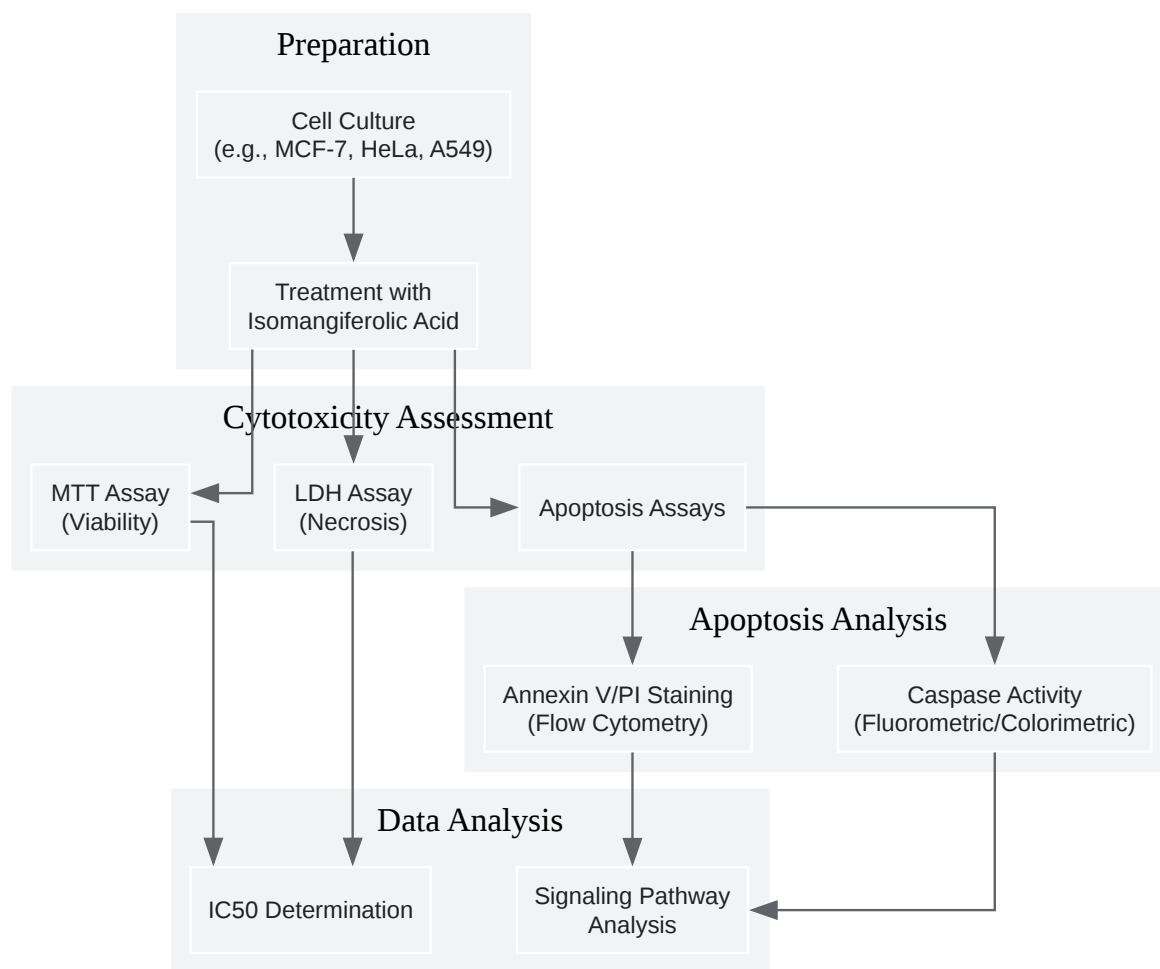 Preparation
Cell Culture
(e.g., MCF-7, HeLa, A549)
Treatment with
Isomangiferolic Acid
Cytotoxicity Assessment
MTT Assay
(Viability)
LDH Assay
(Necrosis)
Apoptosis Assays
Apoptosis Analysis
Annexin V/PI Staining
(Flow Cytometry)
Caspase Activity
(Fluorometric/Colorimetric)
Data Analysis
IC50 Determination
Signaling Pathway
Analysis